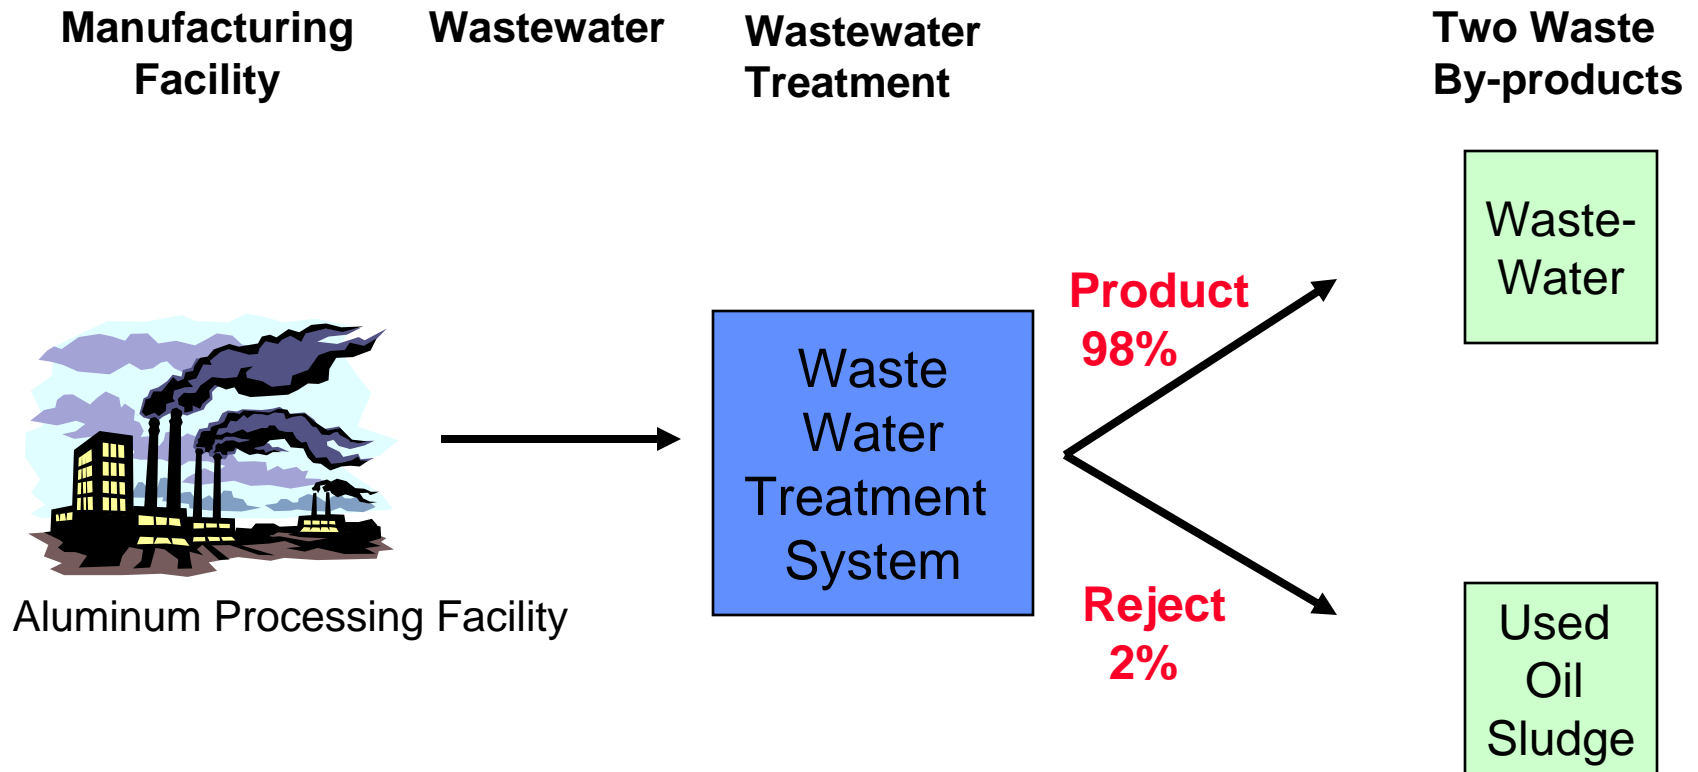 Manufacturing
Facility
Wastewater
Wastewater
Treatment
Two Waste
By-products
Waste-
Water
Product
98%
Waste
Water
Treatment
System
Aluminum Processing Facility
Reject
2%
Used
Oil
Sludge